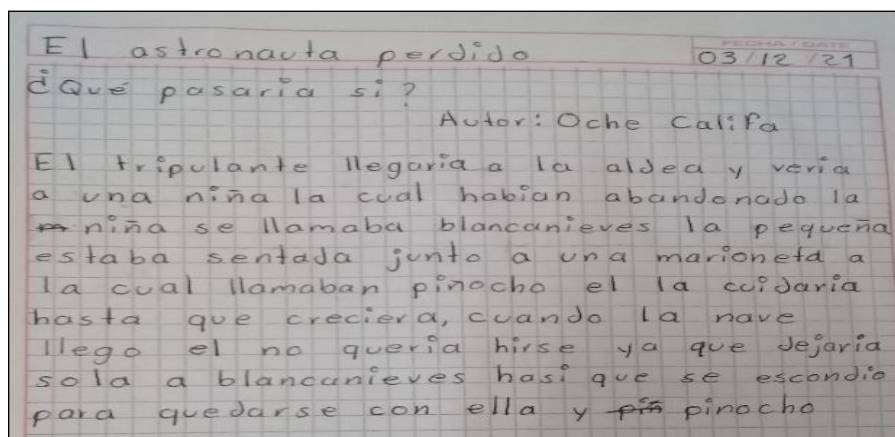 El astronauta perdido
FECHA / DATE
03/12/21
¿Qué pasaria si?
Autor: Oche Califa
El tripulante llegaria a la aldea y veria
a una niña la cual habian abandonado la
niña se llamaba blancanieves la pequeña
estaba sentada junto a una marioneta a
la cual llamaban pinocho el la cuidaria
hasta que creciera, cuando la nave
llego el no queria hirse ya que dejaria
sola a blancanieves hasi que se escondio
para quedarse con ella y pinocho